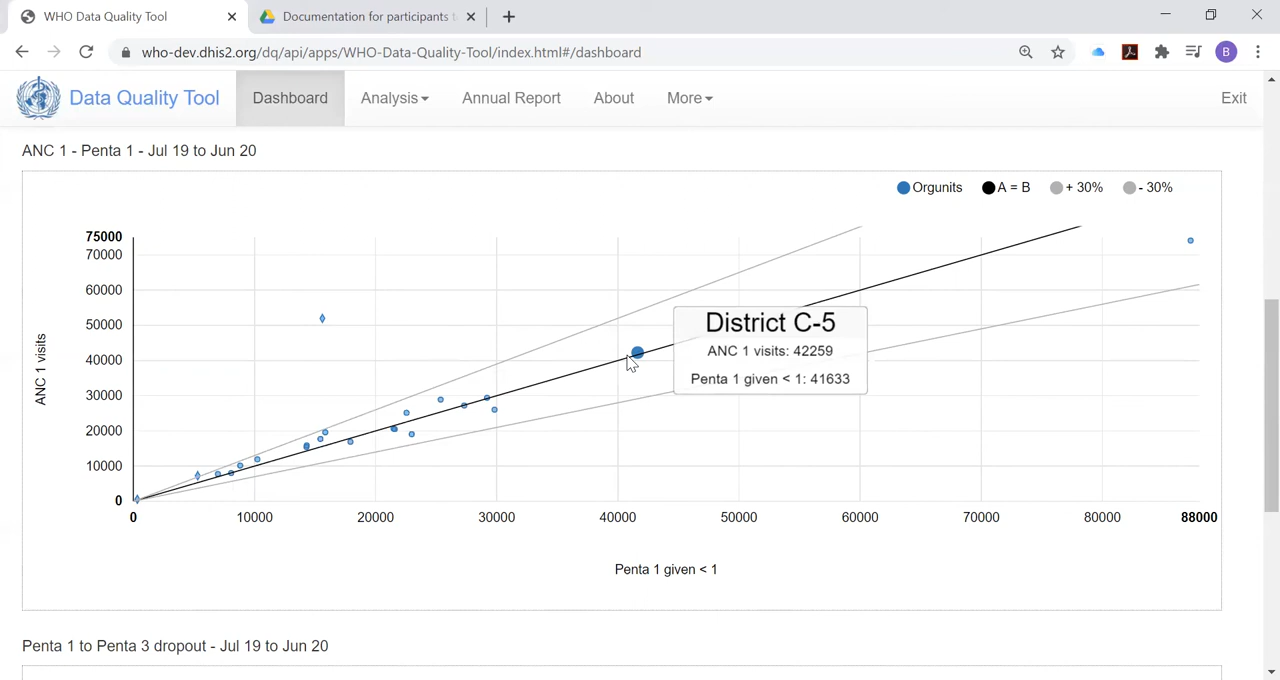 WHO Data Quality Tool
Documentation for participants t
who-dev.dhis2.org/dq/api/apps/WHO-Data-Quality-Tool/index.html#/dashboard
B
Data Quality Tool
Dashboard
Analysis
Annual Report
About
More
Exit
ANC 1 - Penta 1 - Jul 19 to Jun 20
Orgunits
A = B
+ 30%
- 30%
75000
70000
60000
50000
40000
30000
20000
10000
0
ANC 1 visits
District C-5
ANC 1 visits: 42259
Penta 1 given < 1: 41633
0 10000 20000 30000 40000 50000 60000 70000 80000 88000
Penta 1 given < 1
Penta 1 to Penta 3 dropout - Jul 19 to Jun 20